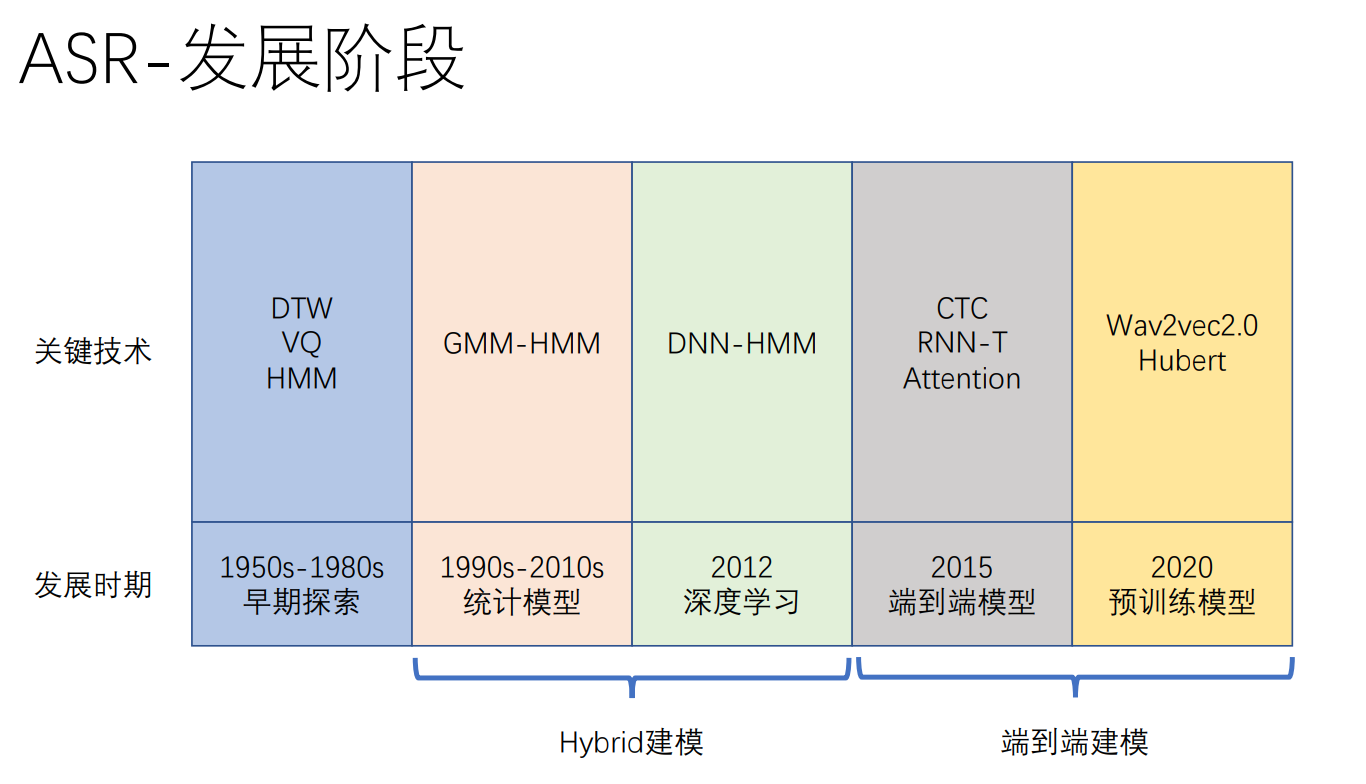 ASR-发展阶段
关键技术
DTW
VQ
HMM
GMM-HMM
DNN-HMM
CTC
RNN-T
Attention
Wav2vec2.0
Hubert
发展时期
1950s-1980s
早期探索
1990s-2010s
统计模型
2012
深度学习
2015
端到端模型
2020
预训练模型
Hybrid建模
端到端建模